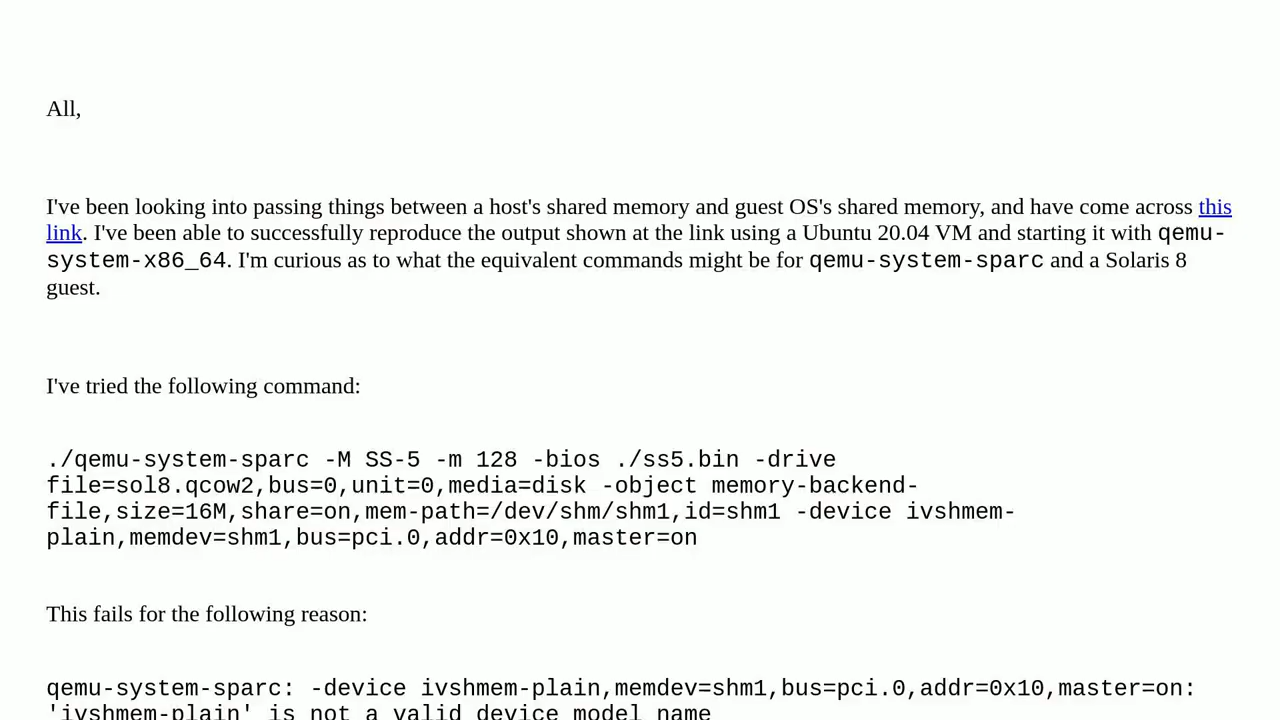 All,
I've been looking into passing things between a host's shared memory and guest OS's shared memory, and have come across this
link. I've been able to successfully reproduce the output shown at the link using a Ubuntu 20.04 VM and starting it with qemu-
system-x86_64. I'm curious as to what the equivalent commands might be for qemu-system-sparc and a Solaris 8
guest.
I've tried the following command:
./qemu-system-sparc -M SS-5 -m 128 -bios ./ss5.bin -drive
file=sol8.qcow2,bus=0,unit=0,media=disk -object memory-backend-
file,size=16M,share=on,mem-path=/dev/shm/shm1,id=shm1 -device ivshmem-
plain,memdev=shm1,bus=pci.0,addr=0x10,master=on
This fails for the following reason:
qemu-system-sparc: -device ivshmem-plain,memdev=shm1,bus=pci.0,addr=0x10,master=on:
'ivshmem-plain' is not a valid device model name